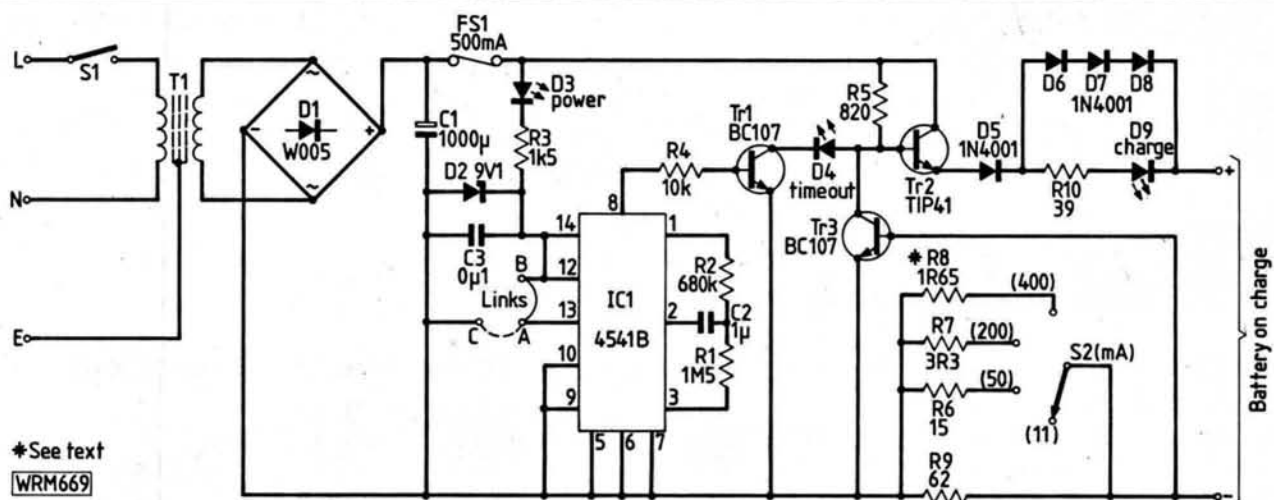 FS1
500mA
L
S1
T1
~
D1
W005
-
+
~
N
E
C1
1000μ
D3
power
R3
1k5
D2 9V1
C3
0μ1
B
Links
C
A
R4
10k
8
14
12
13
10
9
5
6
7
1
2
3
IC1
4541B
R2
680k
C2
1μ
R1
1M5
Tr1
BC107
D4
timeout
R5
820
Tr2
TIP41
Tr3
BC107
D5
1N4001
D6
D7
D8
1N4001
D9
charge
R10
39
+
* R8
1R65
(400)
R7
3R3
(200)
R6
15
(50)
S2(mA)
(11)
R9
62
-
Battery on charge
*See text
WRM669